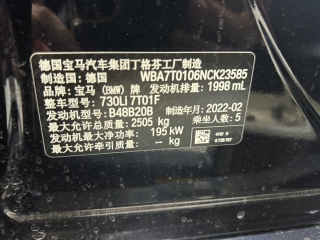 德国宝马汽车集团丁格芬工厂制造
制造国：德国 WBA7T0106NCK23585
品牌：宝马 (BMW) 牌 发动机排量：1998 mL
整车型号：730Li 7T01F
发动机型号：B48B20B 制造年月：2022-02
最大允许总质量：2505 kg 乘坐人数：5
发动机最大净功率：195 kW
最大允许牵引质量：-- kg